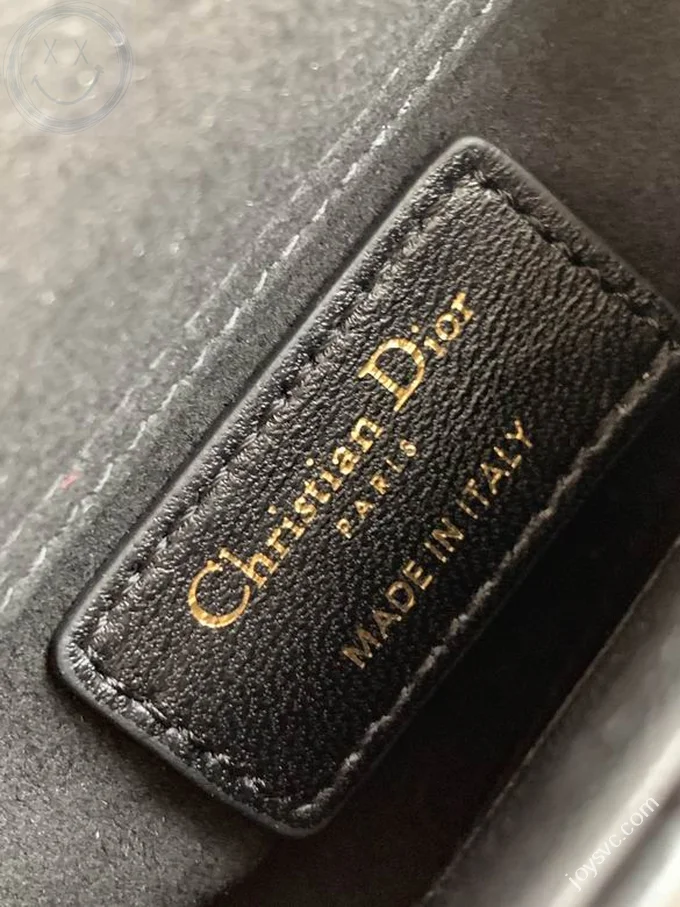 Christian Dior
PARIS
MADE IN ITALY
joysvc.com